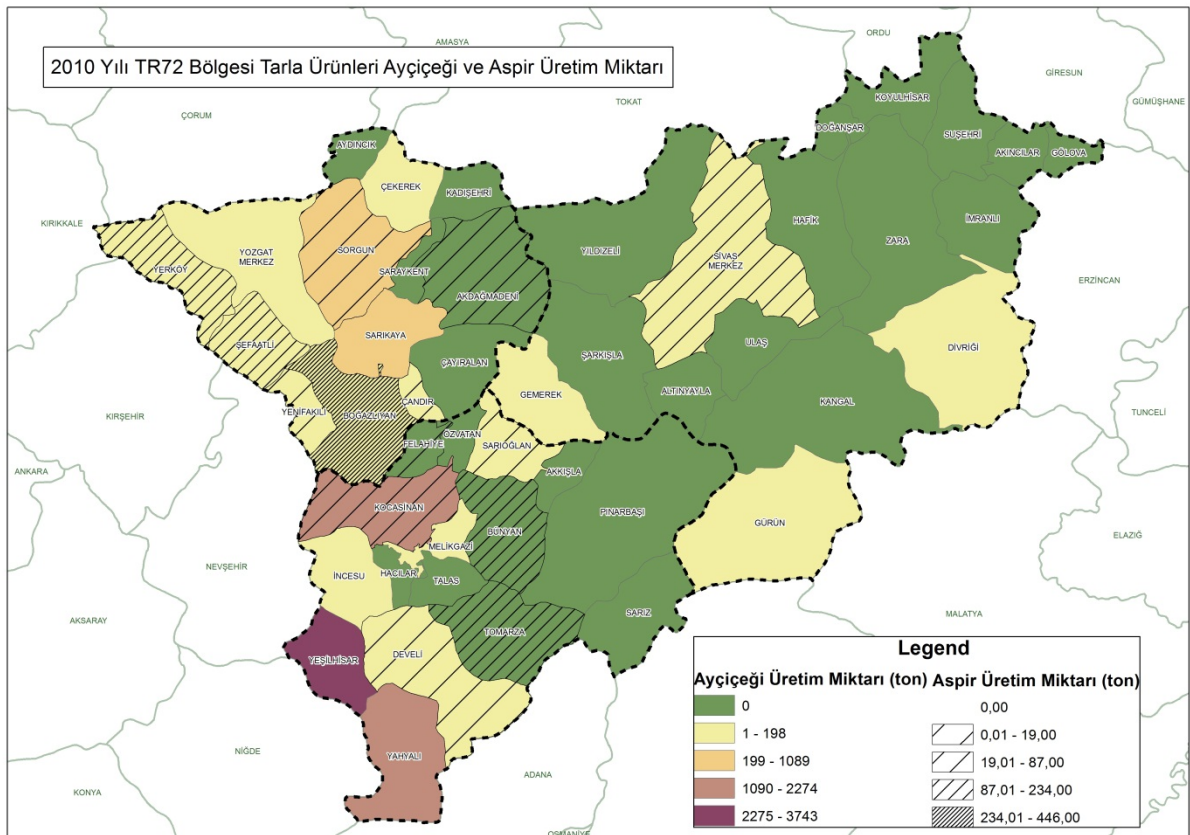 ORDU
AMASYA
2010 Yılı TR72 Bölgesi Tarla Ürünleri Ayçiçeği ve Aspir Üretim Miktarı
GİRESUN
TOKAT
GÜMÜŞHANE
ÇORUM
KOYULHİSAR
DOĞANŞAR
SUŞEHRİ
AKINCILAR
GÖLOVA
AYDINCIK
ÇEKEREK
KADIŞEHRİ
İMRANLI
KIRIKKALE
HAFİK
ZARA
YOZGAT
MERKEZ
SORGUN
YILDIZELİ
SİVAS
MERKEZ
YERKÖY
SARAYKENT
AKDAĞMADENİ
ERZİNCAN
SARIKAYA
ŞEFAATLİ
ULAŞ
DİVRİĞİ
ŞARKIŞLA
ÇAYIRALAN
ALTINYAYLA
GEMEREK
KANGAL
ÇANDIR
YENİFAKILI
BOĞAZLIYAN
KIRŞEHİR
TUNCELİ
ÖZVATAN
FELAHİYE
SARIOĞLAN
AKKIŞLA
ANKARA
KOCASİNAN
PINARBAŞI
GÜRÜN
BÜNYAN
ELAZIĞ
MELİKGAZİ
NEVŞEHİR
İNCESU
HACILAR
TALAS
SARIZ
MALATYA
AKSARAY
TOMARZA
DEVELİ
YEŞİLHİSAR
NİĞDE
YAHYALI
ADANA
KONYA
OSMANİYE
Legend
Ayçiçeği Üretim Miktarı (ton) Aspir Üretim Miktarı (ton)
0 0,00
1 - 198 0,01 - 19,00
199 - 1089 19,01 - 87,00
1090 - 2274 87,01 - 234,00
2275 - 3743 234,01 - 446,00